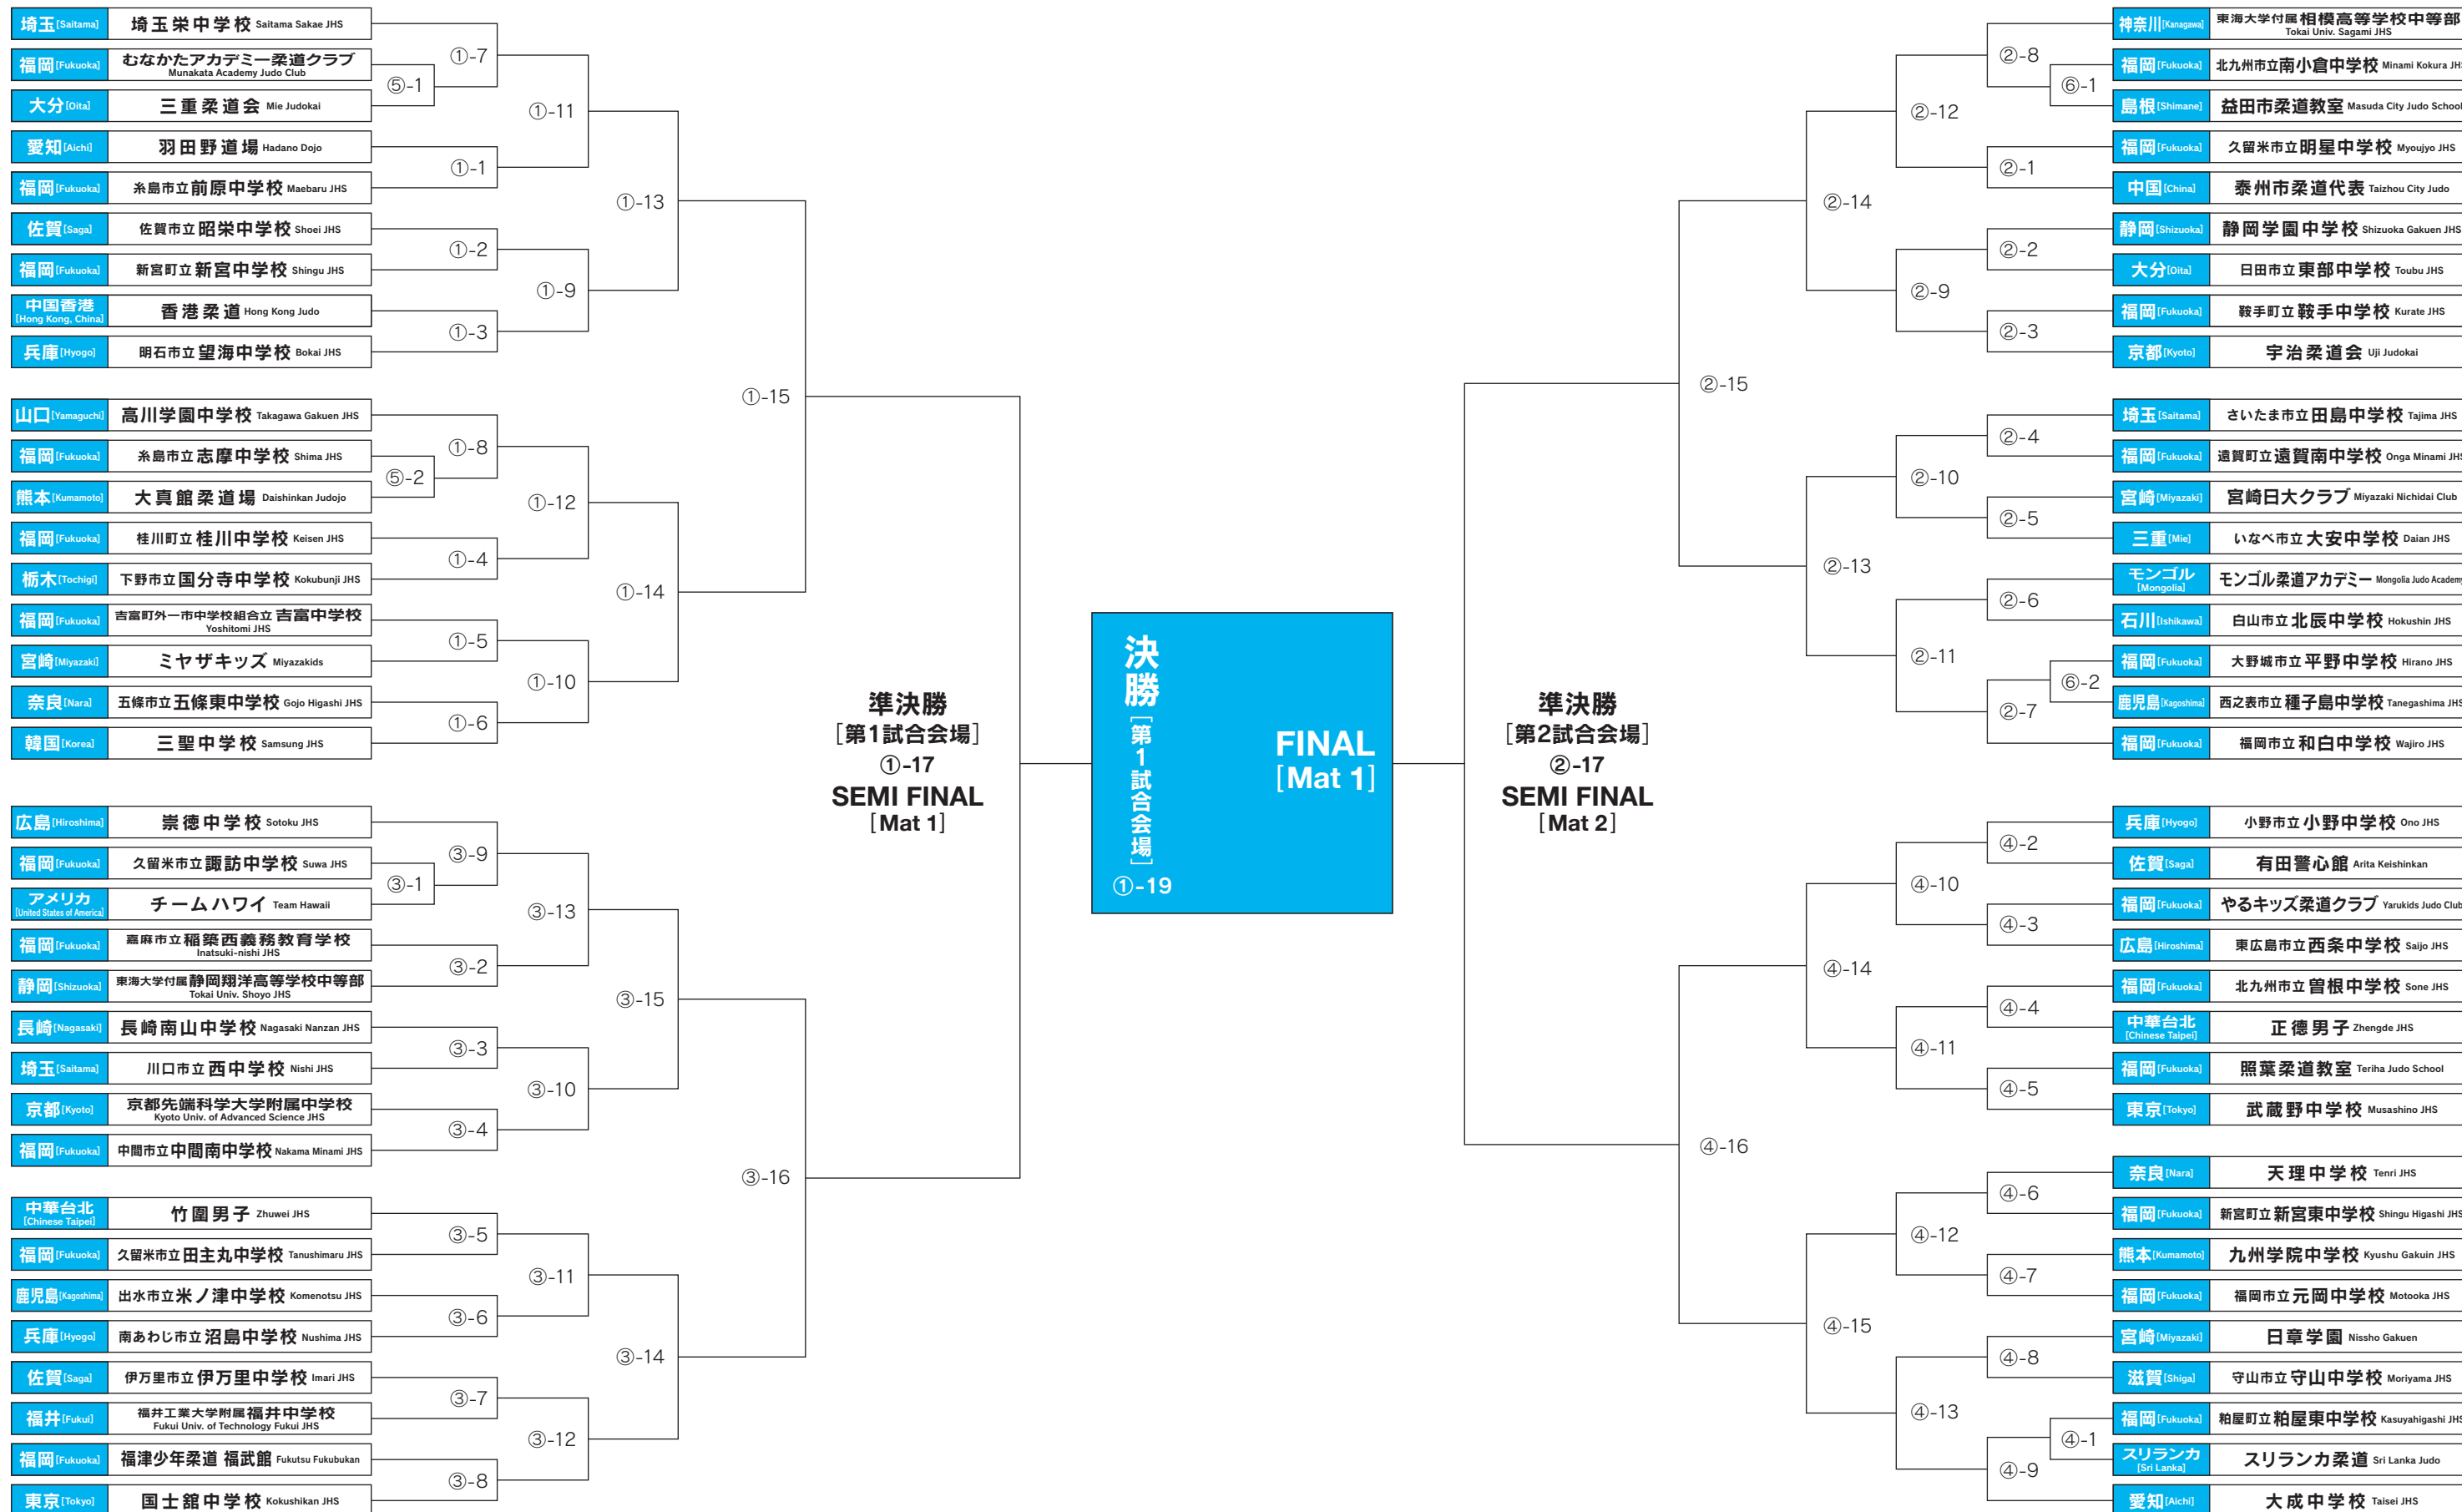 埼玉[Saitama] 埼玉栄中学校 Saitama Sakae JHS
福岡[Fukuoka] むなかたアカデミー柔道クラブ
Munakata Academy Judo Club
大分[Oita] 三重柔道会 Mie Judokai
愛知[Aichi] 羽田野道場 Hadano Dojo
福岡[Fukuoka] 糸島市立前原中学校 Maebaru JHS
佐賀[Saga] 佐賀市立昭栄中学校 Shoei JHS
福岡[Fukuoka] 新宮町立新宮中学校 Shingu JHS
中国香港
[Hong Kong, China] 香港柔道 Hong Kong Judo
兵庫[Hyogo] 明石市立望海中学校 Bokai JHS
⑤-1
①-7
①-1
①-2
①-3
①-11
①-9
①-13
山口[Yamaguchi] 高川学園中学校 Takagawa Gakuen JHS
福岡[Fukuoka] 糸島市立志摩中学校 Shima JHS
熊本[Kumamoto] 大真館柔道場 Daishinkan Judojo
福岡[Fukuoka] 桂川町立桂川中学校 Keisen JHS
栃木[Tochigi] 下野市立国分寺中学校 Kokubunji JHS
福岡[Fukuoka] 吉富町外一市中学校組合立吉富中学校
Yoshitomi JHS
宮崎[Miyazaki] ミヤザキッズ Miyazakids
奈良[Nara] 五條市立五條東中学校 Gojo Higashi JHS
韓国[Korea] 三聖中学校 Samsung JHS
⑤-2
①-8
①-4
①-5
①-6
①-12
①-10
①-14
①-15
広島[Hiroshima] 崇徳中学校 Sotoku JHS
福岡[Fukuoka] 久留米市立諏訪中学校 Suwa JHS
アメリカ
[United States of America] チームハワイ Team Hawaii
福岡[Fukuoka] 嘉麻市立稲築西義務教育学校
Inatsuki-nishi JHS
静岡[Shizuoka] 東海大学付属静岡翔洋高等学校中等部
Tokai Univ. Shoyo JHS
長崎[Nagasaki] 長崎南山中学校 Nagasaki Nanzan JHS
埼玉[Saitama] 川口市立西中学校 Nishi JHS
京都[Kyoto] 京都先端科学大学附属中学校
Kyoto Univ. of Advanced Science JHS
福岡[Fukuoka] 中間市立中間南中学校 Nakama Minami JHS
③-1
③-9
③-2
③-3
③-4
③-13
③-10
③-15
中華台北
[Chinese Taipei] 竹圍男子 Zhuwei JHS
福岡[Fukuoka] 久留米市立田主丸中学校 Tanushimaru JHS
鹿児島[Kagoshima] 出水市立米ノ津中学校 Komenotsu JHS
兵庫[Hyogo] 南あわじ市立沼島中学校 Nushima JHS
佐賀[Saga] 伊万里市立伊万里中学校 Imari JHS
福井[Fukui] 福井工業大学附属福井中学校
Fukui Univ. of Technology Fukui JHS
福岡[Fukuoka] 福津少年柔道 福武館 Fukutsu Fukubukan
東京[Tokyo] 国士舘中学校 Kokushikan JHS
③-5
③-6
③-7
③-8
③-11
③-12
③-14
③-16
準決勝
[第1試合会場]
①-17
SEMI FINAL
[Mat 1]
決勝[第1試合会場]
①-19
FINAL
[Mat 1]
準決勝
[第2試合会場]
②-17
SEMI FINAL
[Mat 2]
神奈川[Kanagawa] 東海大学付属相模高等学校中等部
Tokai Univ. Sagami JHS
福岡[Fukuoka] 北九州市立南小倉中学校 Minami Kokura JHS
島根[Shimane] 益田市柔道教室 Masuda City Judo School
福岡[Fukuoka] 久留米市立明星中学校 Myoujyo JHS
中国[China] 泰州市柔道代表 Taizhou City Judo
静岡[Shizuoka] 静岡学園中学校 Shizuoka Gakuen JHS
大分[Oita] 日田市立東部中学校 Toubu JHS
福岡[Fukuoka] 鞍手町立鞍手中学校 Kurate JHS
京都[Kyoto] 宇治柔道会 Uji Judokai
②-8
⑥-1
②-1
②-2
②-3
②-12
②-9
②-14
②-15
埼玉[Saitama] さいたま市立田島中学校 Tajima JHS
福岡[Fukuoka] 遠賀町立遠賀南中学校 Onga Minami JHS
宮崎[Miyazaki] 宮崎日大クラブ Miyazaki Nichidai Club
三重[Mie] いなべ市立大安中学校 Daian JHS
モンゴル
[Mongolia] モンゴル柔道アカデミー Mongolia Judo Academy
石川[Ishikawa] 白山市立北辰中学校 Hokushin JHS
福岡[Fukuoka] 大野城市立平野中学校 Hirano JHS
鹿児島[Kagoshima] 西之表市立種子島中学校 Tanegashima JHS
福岡[Fukuoka] 福岡市立和白中学校 Wajiro JHS
②-4
②-5
②-6
⑥-2
②-7
②-10
②-11
②-13
兵庫[Hyogo] 小野市立小野中学校 Ono JHS
佐賀[Saga] 有田警心館 Arita Keishinkan
福岡[Fukuoka] やるキッズ柔道クラブ Yarukids Judo Club
広島[Hiroshima] 東広島市立西条中学校 Saijo JHS
福岡[Fukuoka] 北九州市立曽根中学校 Sone JHS
中華台北
[Chinese Taipei] 正德男子 Zhengde JHS
福岡[Fukuoka] 照葉柔道教室 Teriha Judo School
東京[Tokyo] 武蔵野中学校 Musashino JHS
④-2
④-3
④-4
④-5
④-10
④-11
④-14
④-16
奈良[Nara] 天理中学校 Tenri JHS
福岡[Fukuoka] 新宮町立新宮東中学校 Shingu Higashi JHS
熊本[Kumamoto] 九州学院中学校 Kyushu Gakuin JHS
福岡[Fukuoka] 福岡市立元岡中学校 Motooka JHS
宮崎[Miyazaki] 日章学園 Nissho Gakuen
滋賀[Shiga] 守山市立守山中学校 Moriyama JHS
福岡[Fukuoka] 粕屋町立粕屋東中学校 Kasuyahigashi JHS
スリランカ
[Sri Lanka] スリランカ柔道 Sri Lanka Judo
愛知[Aichi] 大成中学校 Taisei JHS
④-6
④-7
④-8
④-1
④-9
④-12
④-13
④-15